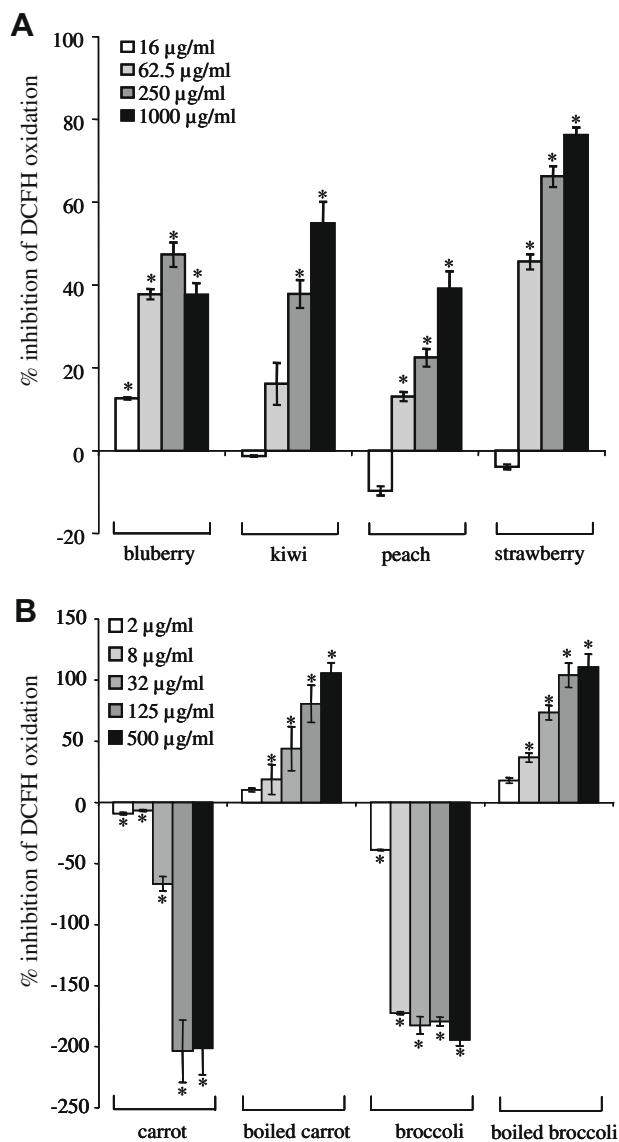 A
% inhibition of DCFH oxidation
100
80
60
40
20
0
-20
16 µg/ml
62.5 µg/ml
250 µg/ml
1000 µg/ml
* * * *
* *
* * *
* * *
bluberry kiwi peach strawberry
B
% inhibition of DCFH oxidation
150
100
50
0
-50
-100
-150
-200
-250
2 µg/ml
8 µg/ml
32 µg/ml
125 µg/ml
500 µg/ml
* * * * *
* * * *
* * * * *
* * * *
carrot boiled carrot broccoli boiled broccoli